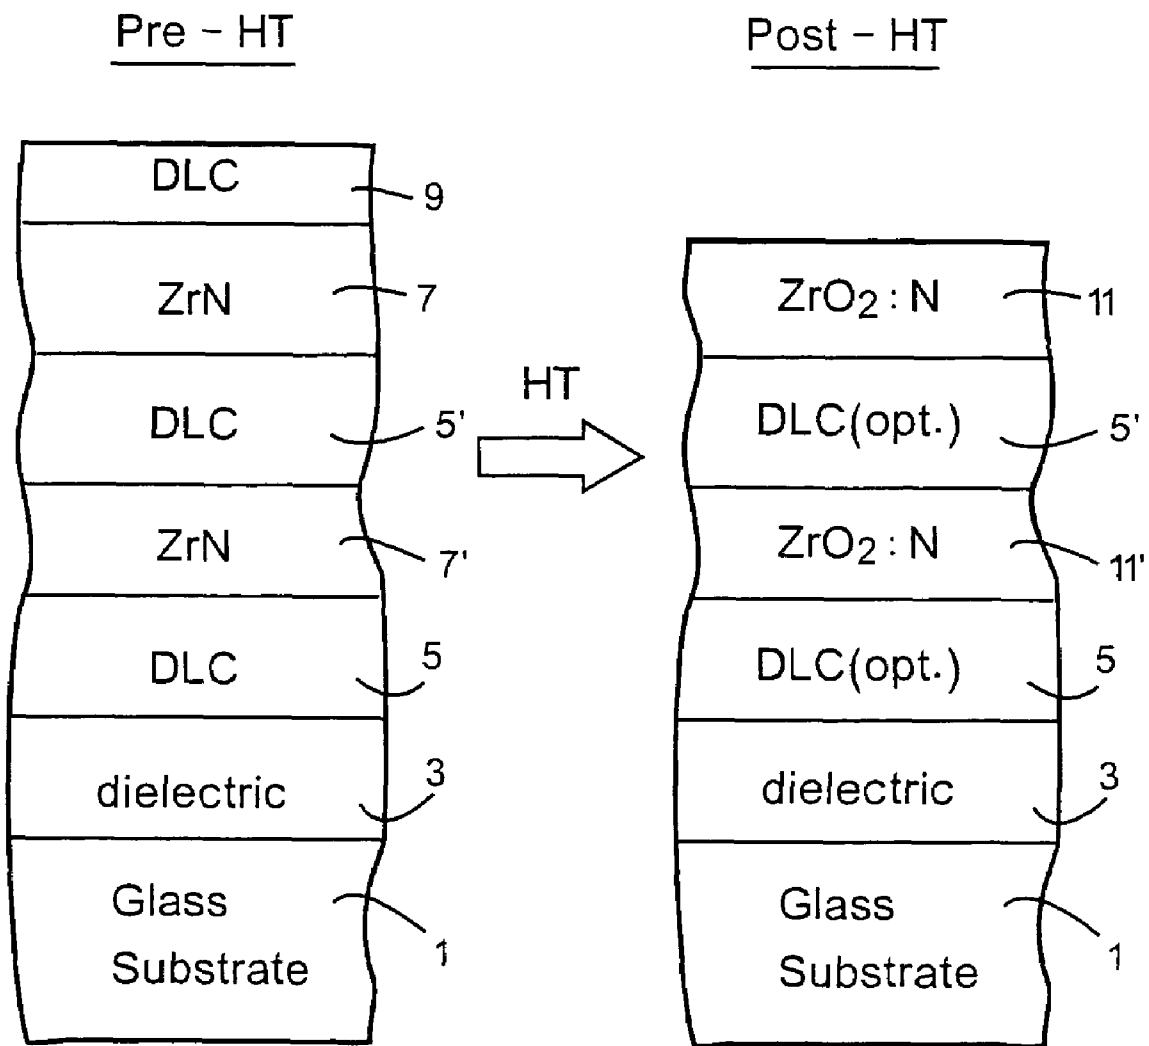 Pre – HT
DLC
9
ZrN
7
DLC
5'
ZrN
7'
DLC
5
dielectric
3
Glass
Substrate
1
HT
Post – HT
ZrO2 : N
11
DLC(opt.)
5'
ZrO2 : N
11'
DLC(opt.)
5
dielectric
3
Glass
Substrate
1